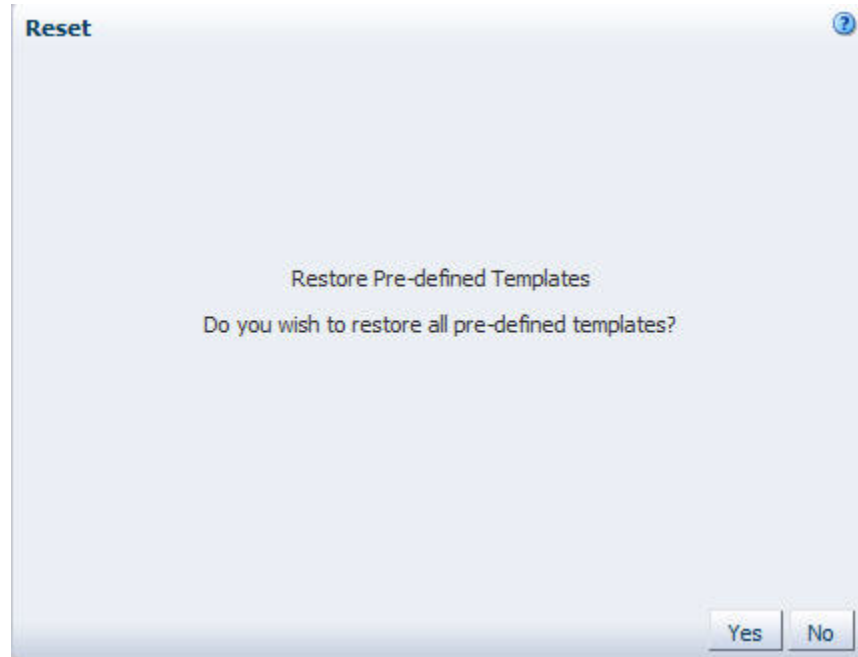 Reset
?
Restore Pre-defined Templates
Do you wish to restore all pre-defined templates?
Yes No